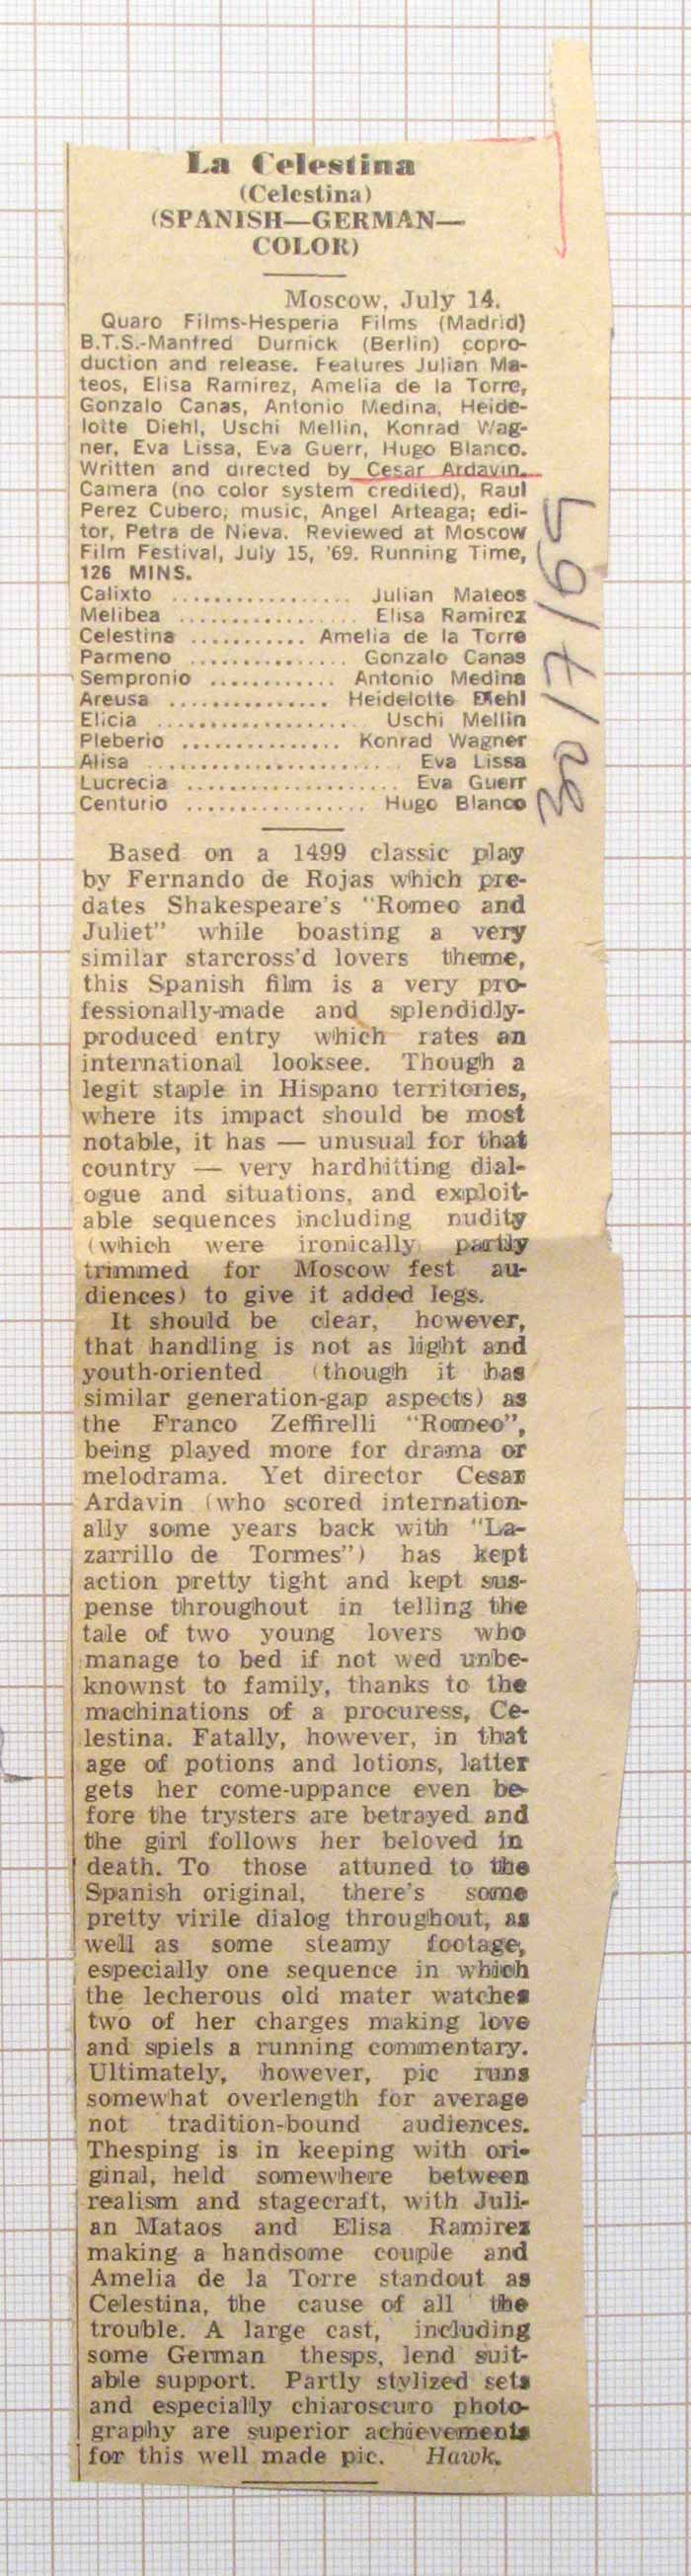 La Celestina
(Celestina)
(SPANISH—GERMAN—
COLOR)
Moscow, July 14.
Quaro Films-Hesperia Films (Madrid)
B.T.S.-Manfred Durnick (Berlin) copro-
duction and release. Features Julian Ma-
teos, Elisa Ramirez, Amelia de la Torre,
Gonzalo Canas, Antonio Medina, Heide-
lotte Diehl, Uschi Mellin, Konrad Wag-
ner, Eva Lissa, Eva Guerr, Hugo Blanco.
Written and directed by Cesar Ardavin.
Camera (no color system credited), Raul
Perez Cubero; music, Angel Arteaga; edi-
tor, Petra de Nieva. Reviewed at Moscow
Film Festival, July 15, '69. Running Time,
126 MINS.
Calixto ................. Julian Mateos
Melibea .................. Elisa Ramirez
Celestina ........... Amelia de la Torre
Parmeno ............... Gonzalo Canas
Sempronio ............ Antonio Medina
Areusa ............... Heidelotte Diehl
Elicia .................... Uschi Mellin
Pleberio ............... Konrad Wagner
Alisa ........................ Eva Lissa
Lucrecia .................... Eva Guerr
Centurio ................. Hugo Blanco
Based on a 1499 classic play
by Fernando de Rojas which pre-
dates Shakespeare's "Romeo and
Juliet" while boasting a very
similar starcross'd lovers theme,
this Spanish film is a very pro-
fessionally-made and splendidly-
produced entry which rates an
international looksee. Though a
legit staple in Hispano territories,
where its impact should be most
notable, it has — unusual for that
country — very hardhitting dial-
ogue and situations, and exploit-
able sequences including nudity
(which were ironically partly
trimmed for Moscow fest au-
diences) to give it added legs.
It should be clear, however,
that handling is not as light and
youth-oriented (though it has
similar generation-gap aspects) as
the Franco Zeffirelli "Romeo",
being played more for drama or
melodrama. Yet director Cesar
Ardavin (who scored internation-
ally some years back with "La-
zarrillo de Tormes") has kept
action pretty tight and kept sus-
pense throughout in telling the
tale of two young lovers who
manage to bed if not wed unbe-
knownst to family, thanks to the
machinations of a procuress, Ce-
lestina. Fatally, however, in that
age of potions and lotions, latter
gets her come-uppance even be-
fore the trysters are betrayed and
the girl follows her beloved in
death. To those attuned to the
Spanish original, there's some
pretty virile dialog throughout, as
well as some steamy footage,
especially one sequence in which
the lecherous old mater watches
two of her charges making love
and spiels a running commentary.
Ultimately, however, pic runs
somewhat overlength for average
not tradition-bound audiences.
Thesping is in keeping with ori-
ginal, held somewhere between
realism and stagecraft, with Juli-
an Mataos and Elisa Ramirez
making a handsome couple and
Amelia de la Torre standout as
Celestina, the cause of all the
trouble. A large cast, including
some German thesps, lend suit-
able support. Partly stylized sets
and especially chiaroscuro photo-
graphy are superior achievements
for this well made pic. Hawk.